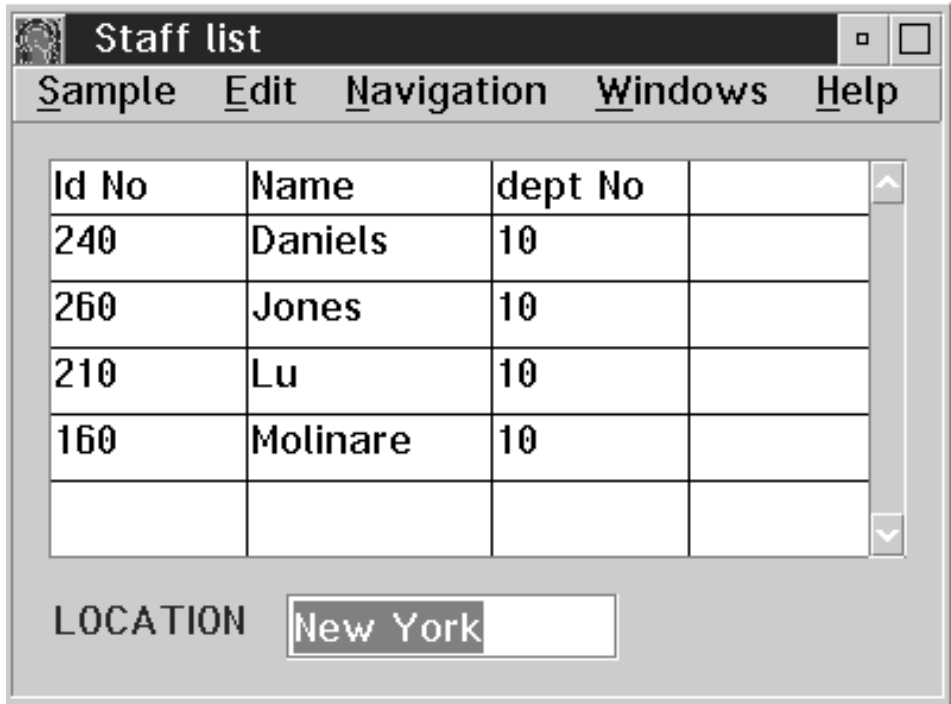 Staff list
Sample Edit Navigation Windows Help
Id No Name dept No
240 Daniels 10
260 Jones 10
210 Lu 10
160 Molinare 10
LOCATION New York